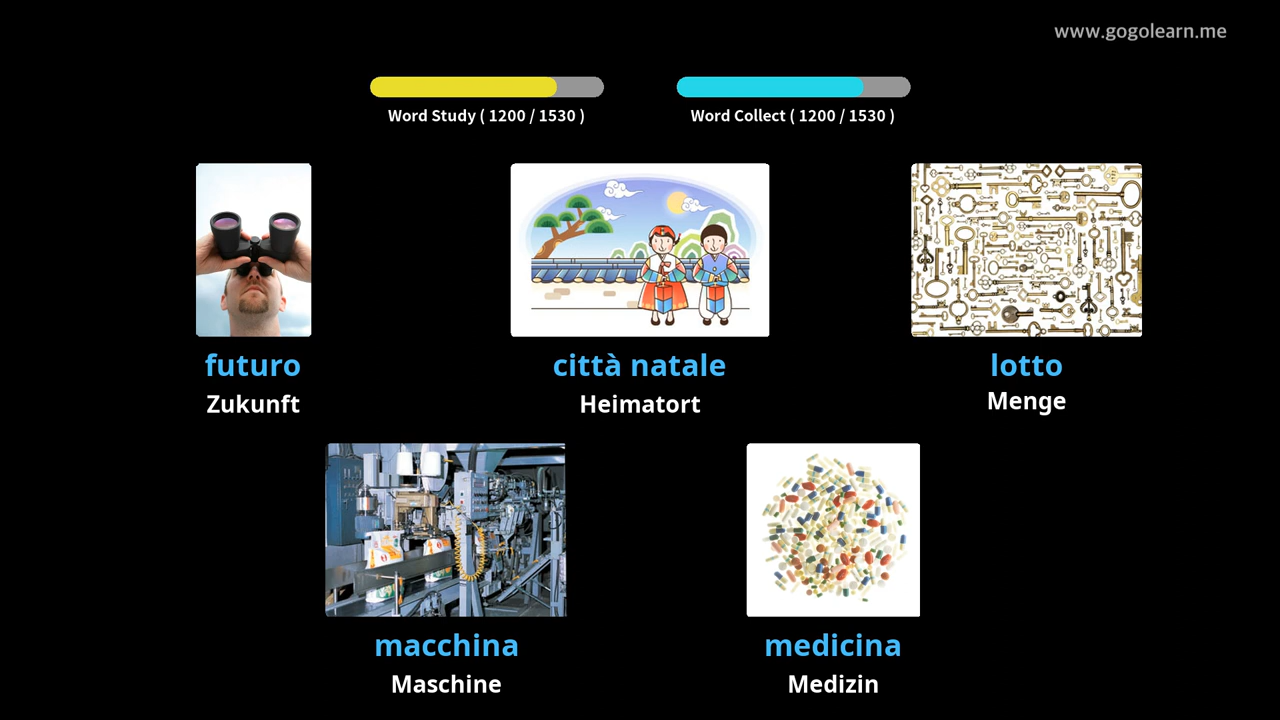 www.gogolearn.me
Word Study ( 1200 / 1530 )
Word Collect ( 1200 / 1530 )
futuro
Zukunft
città natale
Heimatort
lotto
Menge
macchina
Maschine
medicina
Medizin